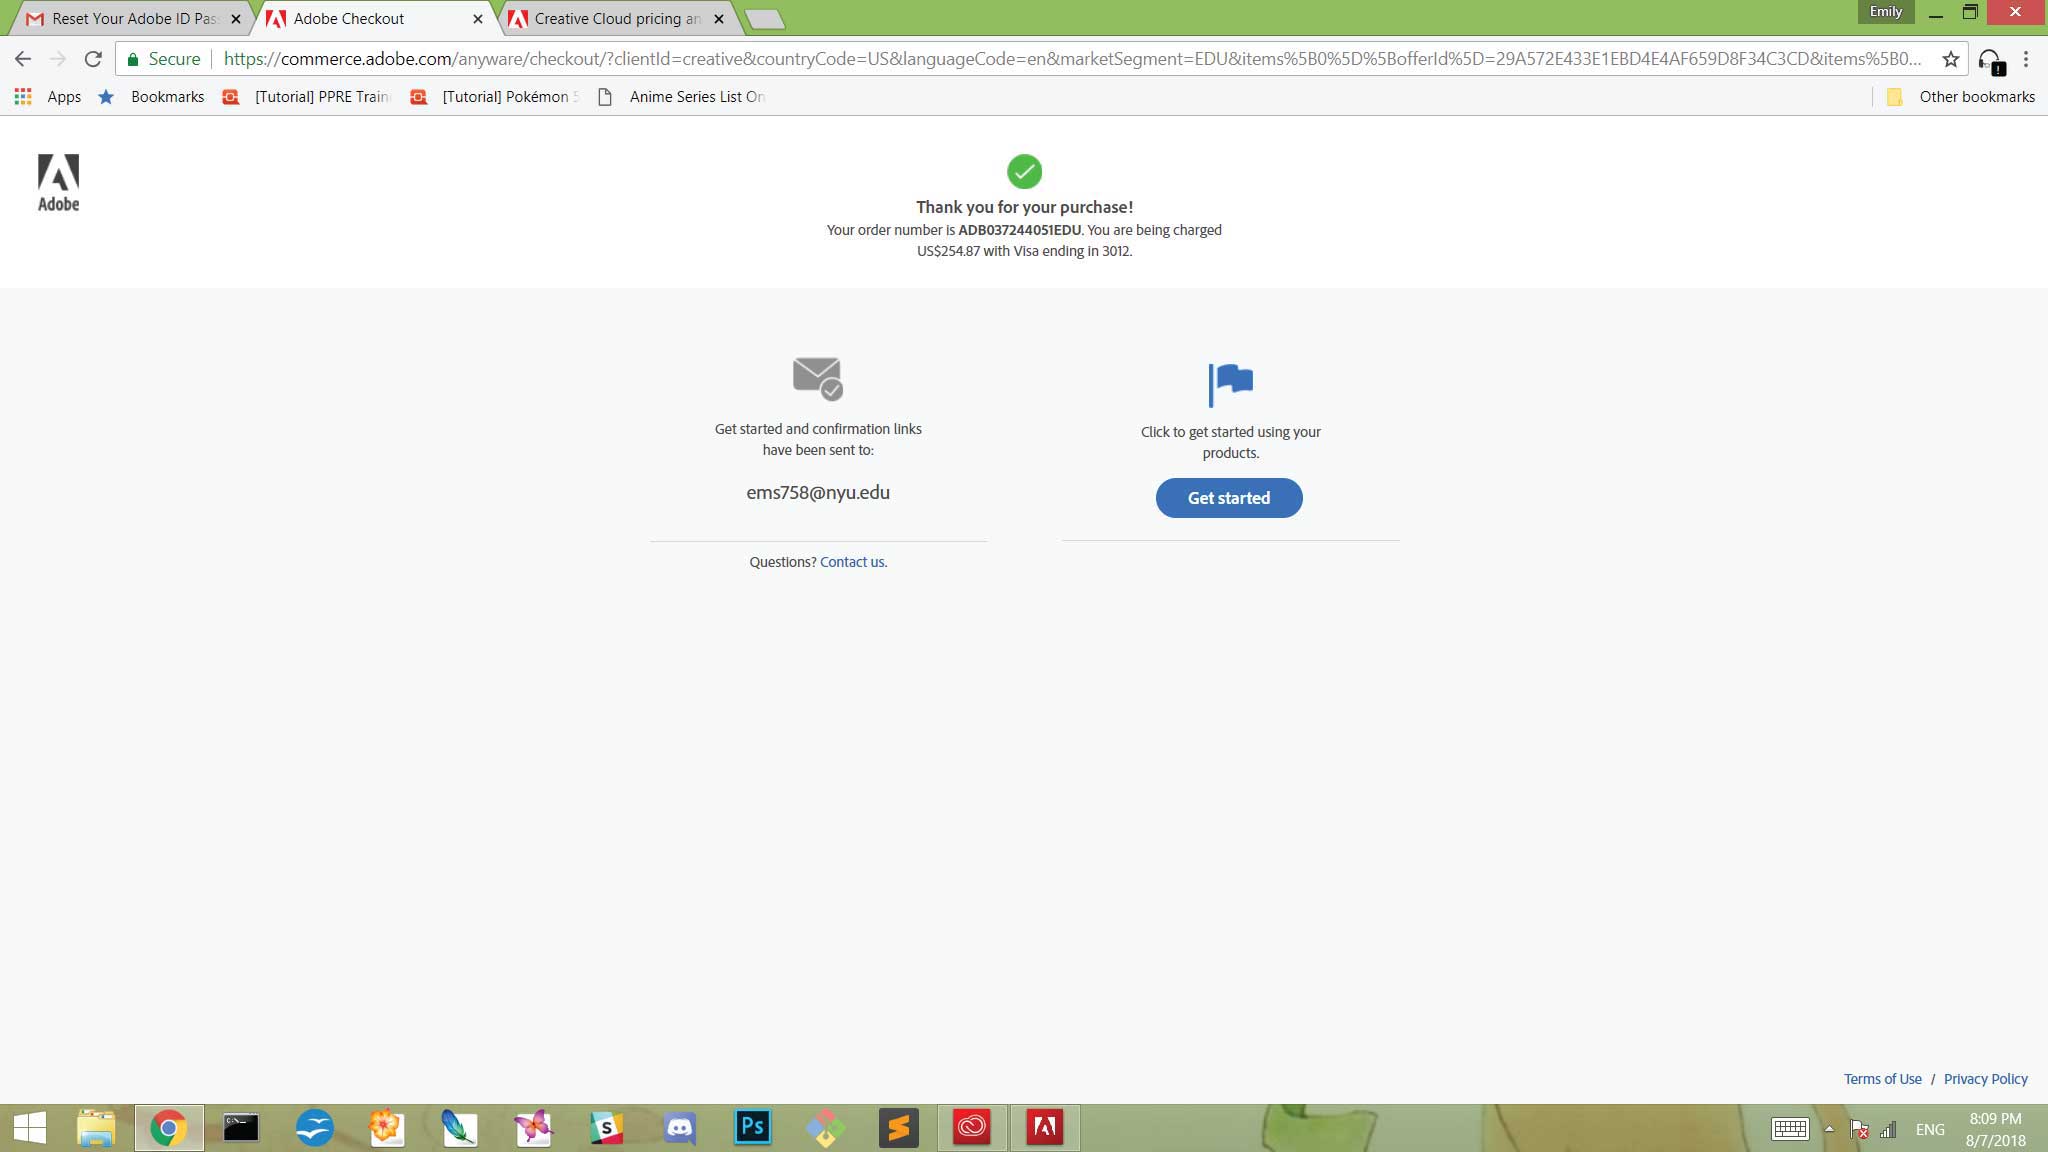 Reset Your Adobe ID Pas
Adobe Checkout
Creative Cloud pricing an
Emily
Secure
https://commerce.adobe.com/anyware/checkout/?clientId=creative&countryCode=US&languageCode=en&marketSegment=EDU&items%5B0%5D%5BofferId%5D=29A572E433E1EBD4E4AF659D8F34C3CD&items%5B0...
Apps
Bookmarks
[Tutorial] PPRE Train
[Tutorial] Pokémon 5
Anime Series List On
Other bookmarks
Adobe
Thank you for your purchase!
Your order number is ADB037244051EDU. You are being charged
US$254.87 with Visa ending in 3012.
Get started and confirmation links
have been sent to:
ems758@nyu.edu
Questions? Contact us.
Click to get started using your
products.
Get started
Terms of Use / Privacy Policy
Ps
ENG
8:09 PM
8/7/2018